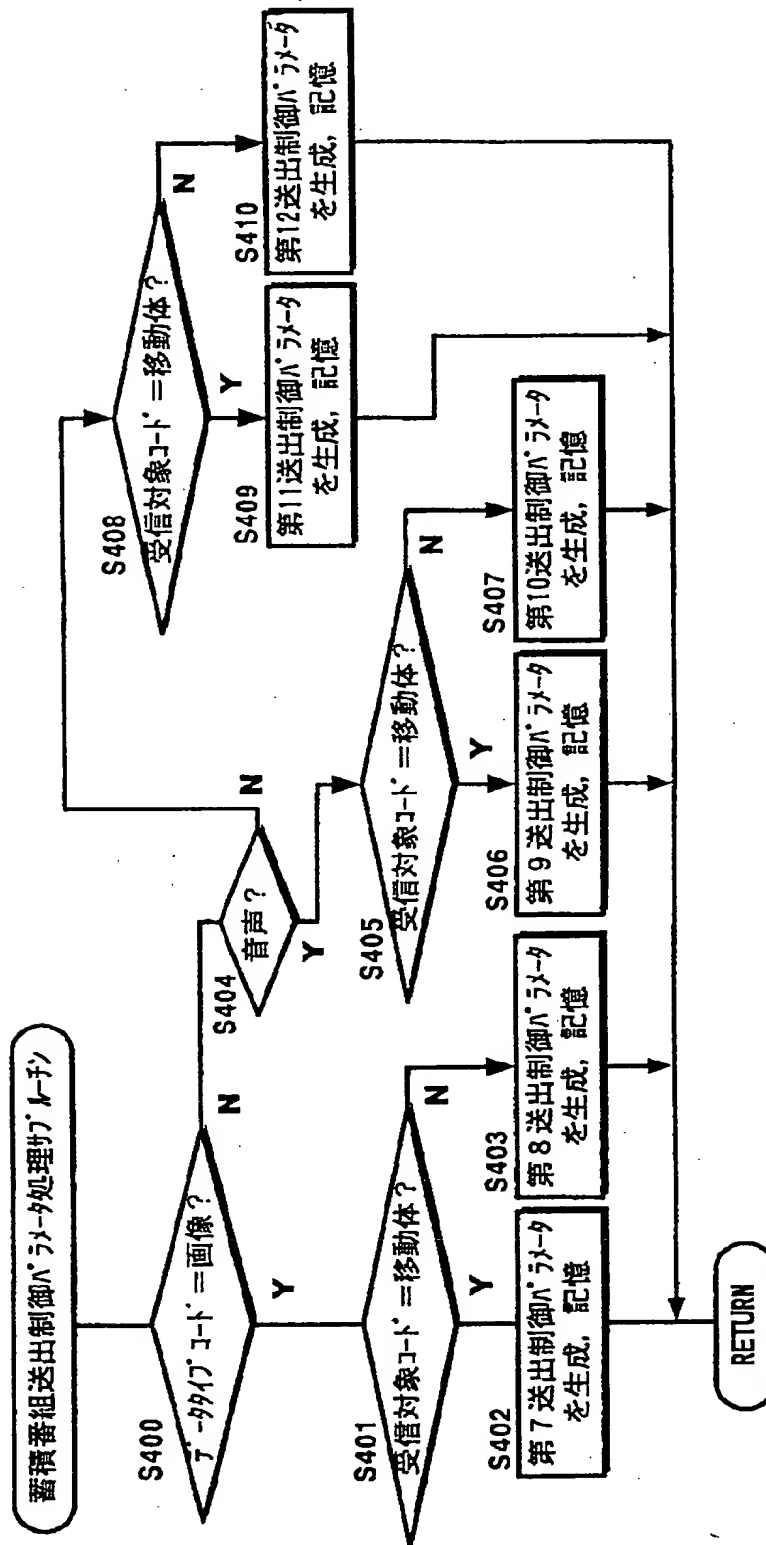 蓄積番組送出制御パラメータ処理サブルーチン
S400
データタイプコード＝画像？
N
Y
S401
受信対象コード＝移動体？
N
Y
S402
第7送出制御パラメータ
を生成，記憶
S403
第8送出制御パラメータ
を生成，記憶
S404
音声？
N
Y
S405
受信対象コード＝移動体？
N
Y
S406
第9送出制御パラメータ
を生成，記憶
S407
第10送出制御パラメータ
を生成，記憶
S408
受信対象コード＝移動体？
N
Y
S409
第11送出制御パラメータ
を生成，記憶
S410
第12送出制御パラメータ
を生成，記憶
RETURN